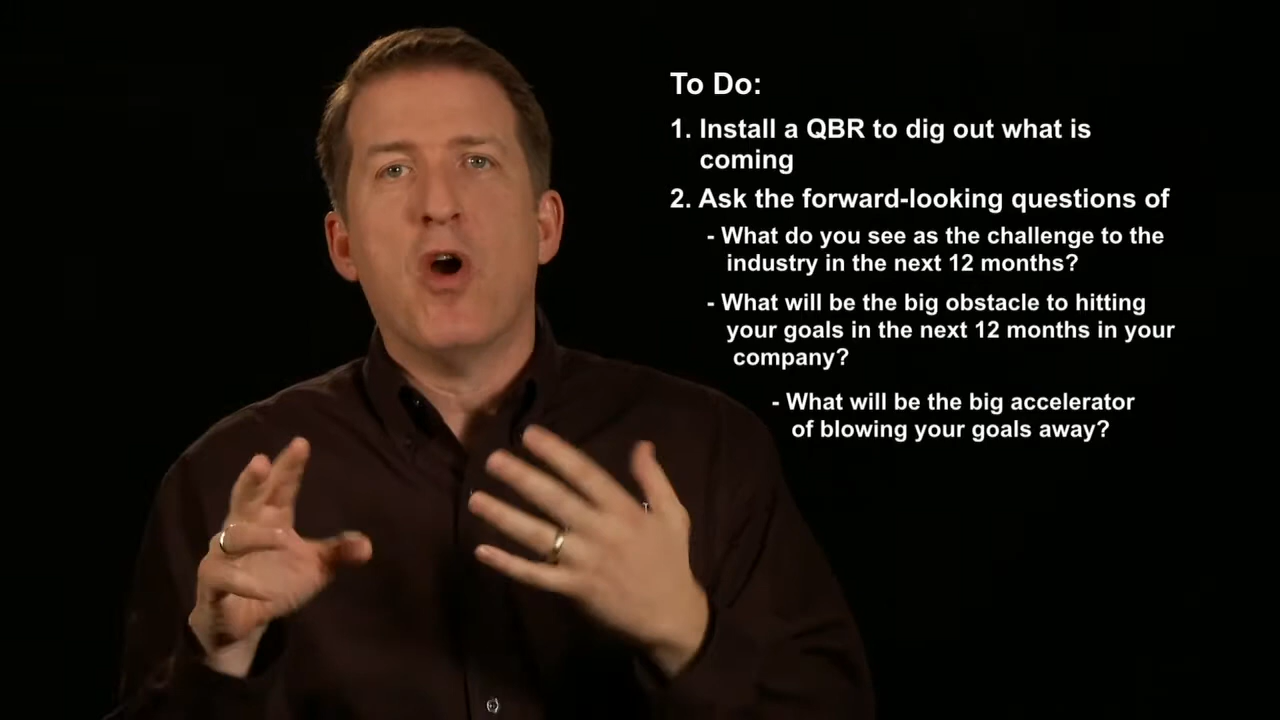 To Do:
1. Install a QBR to dig out what is
coming
2. Ask the forward-looking questions of
- What do you see as the challenge to the
industry in the next 12 months?
- What will be the big obstacle to hitting
your goals in the next 12 months in your
company?
- What will be the big accelerator
of blowing your goals away?